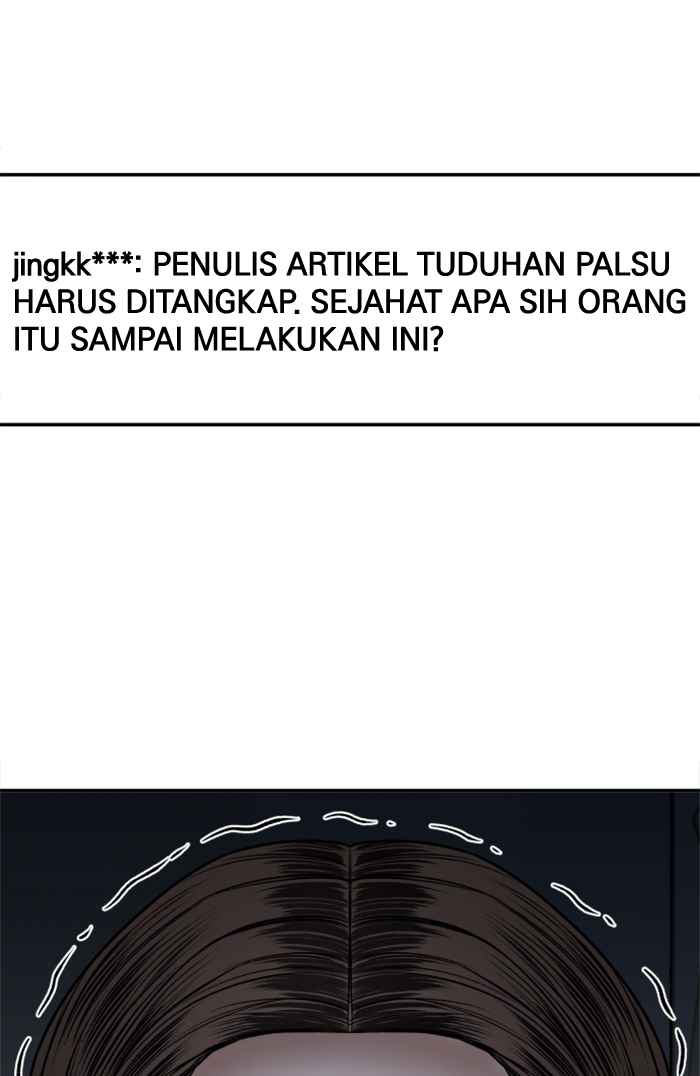 jingkk***: PENULIS ARTIKEL TUDUHAN PALSU
HARUS DITANGKAP. SEJAHAT APA SIH ORANG
ITU SAMPAI MELAKUKAN INI?